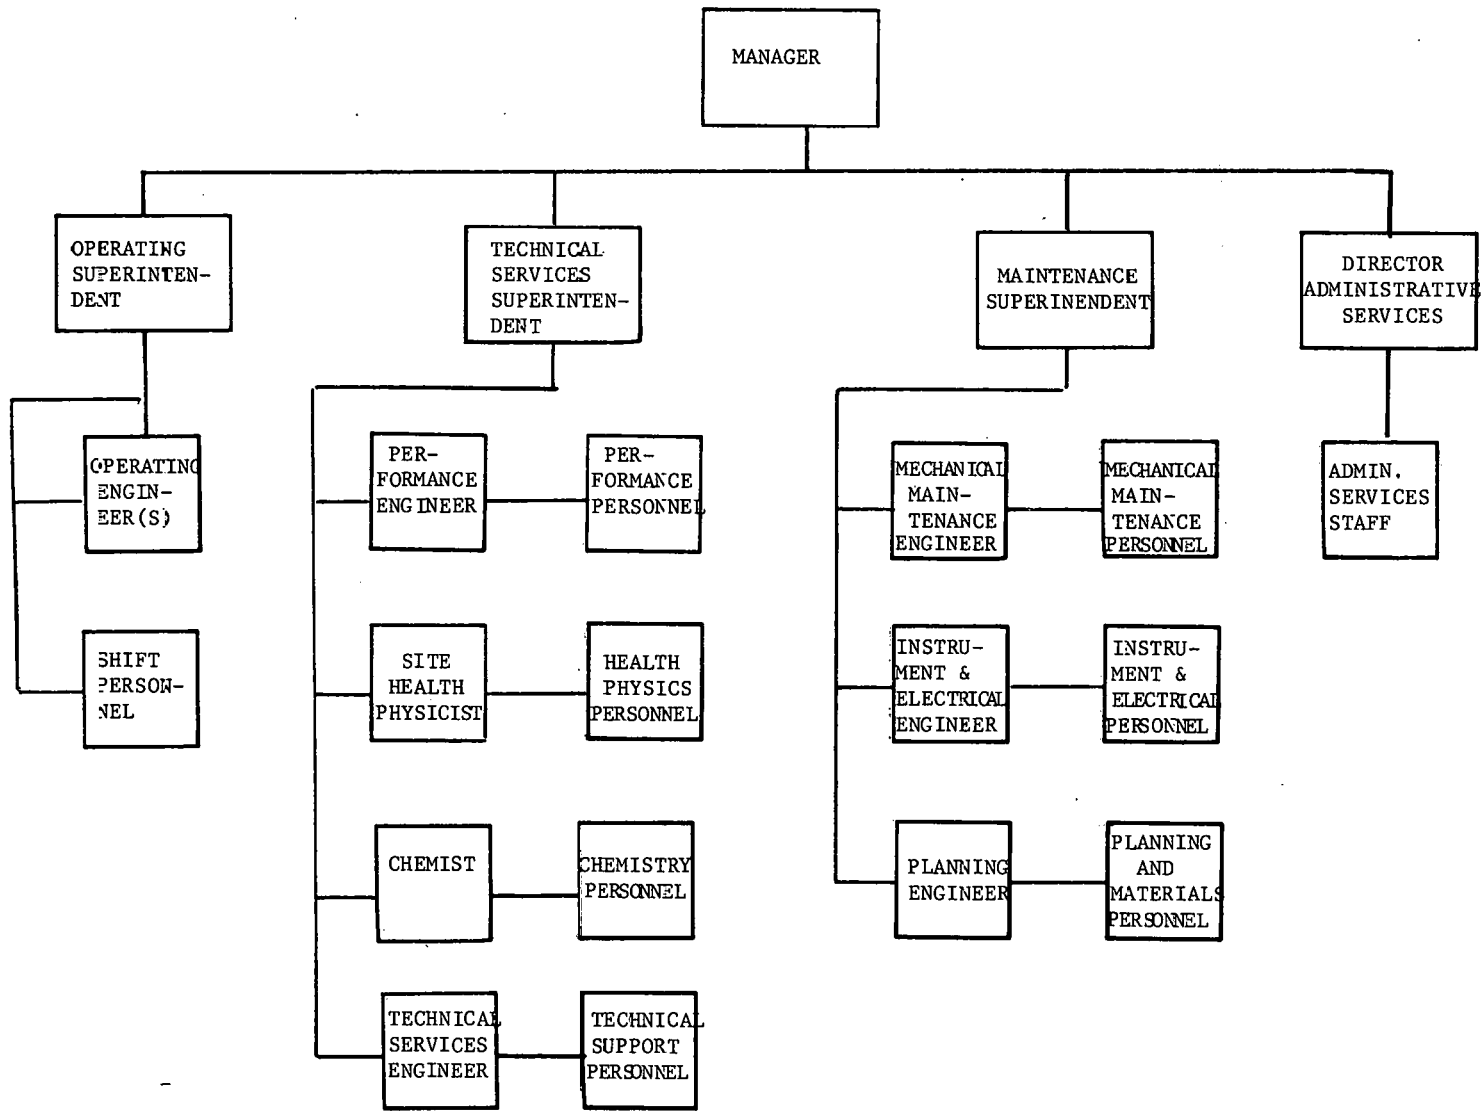 MANAGER
OPERATING
SUPERINTEN-
DENT
TECHNICAL
SERVICES
SUPERINTEN-
DENT
MAINTENANCE
SUPERINENDENT
DIRECTOR
ADMINISTRATIVE
SERVICES
OPERATING
ENGIN-
EER(S)
SHIFT
PERSON-
NEL
PER-
FORMANCE
ENGINEER
PER-
FORMANCE
PERSONNEL
SITE
HEALTH
PHYSICIST
HEALTH
PHYSICS
PERSONNEL
CHEMIST
CHEMISTRY
PERSONNEL
TECHNICAL
SERVICES
ENGINEER
TECHNICAL
SUPPORT
PERSONNEL
MECHANICAL
MAIN-
TENANCE
ENGINEER
MECHANICAL
MAIN-
TENANCE
PERSONNEL
INSTRU-
MENT &
ELECTRICAL
ENGINEER
INSTRU-
MENT &
ELECTRICAL
PERSONNEL
PLANNING
ENGINEER
PLANNING
AND
MATERIALS
PERSONNEL
ADMIN.
SERVICES
STAFF